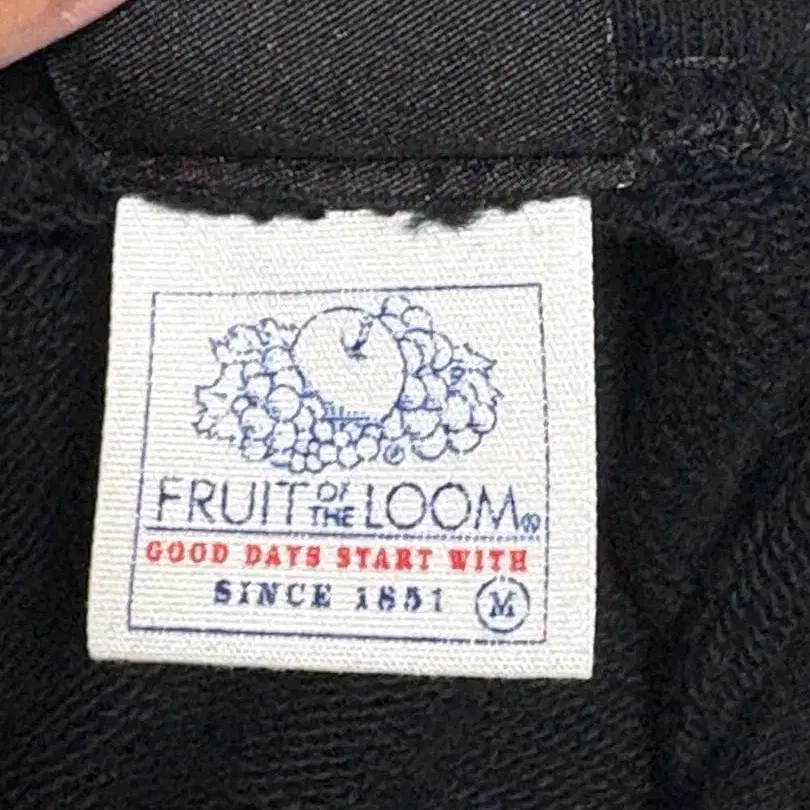 FRUIT OF THE LOOM®
GOOD DAYS START WITH
SINCE 1851 M